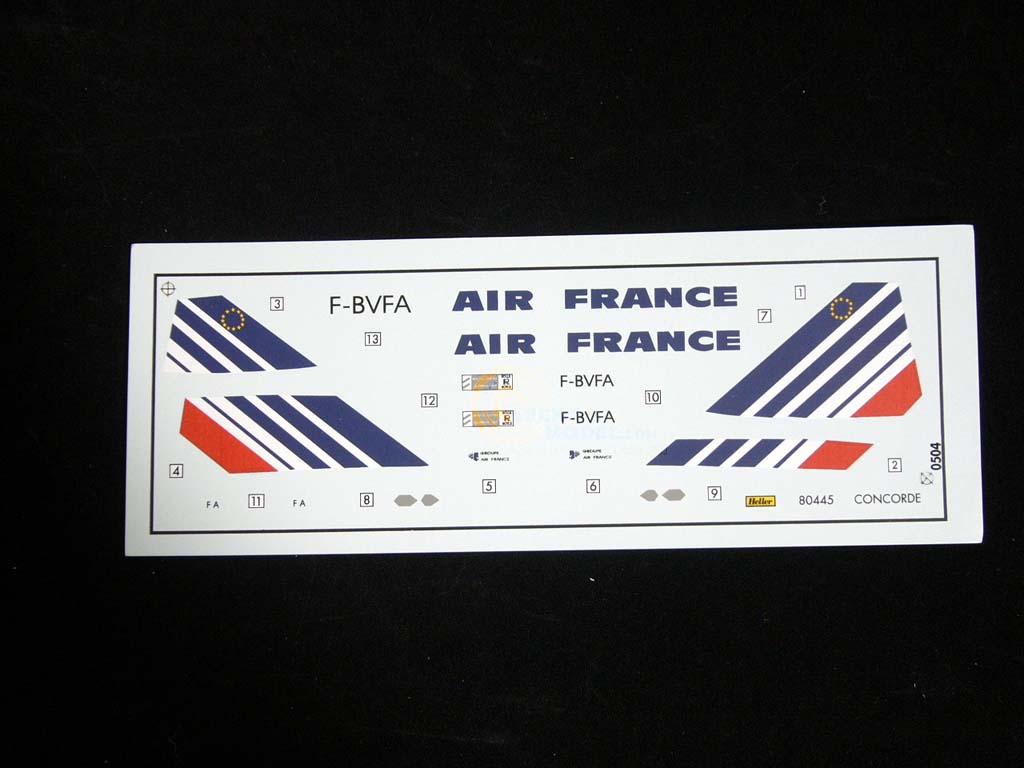 3
F-BVFA
AIR FRANCE
1
7
13
AIR FRANCE
F-BVFA
12
10
F-BVFA
GROUPE
AIR FRANCE
GROUPE
AIR FRANCE
4
2
0504
5
6
FA
11
FA
8
9
Heller
80445
CONCORDE